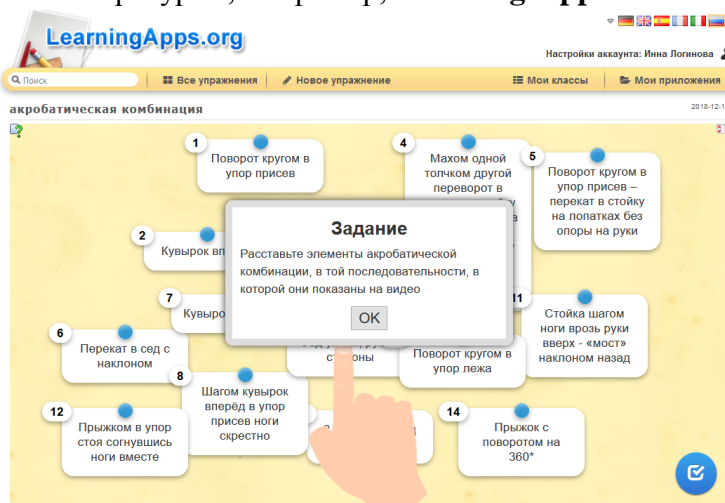 LearningApps.org
Настройки аккаунта: Инна Логинова
Поиск
Все упражнения
Новое упражнение
Мои классы
Мои приложения
акробатическая комбинация
2018-12-1
1
Поворот кругом в
упор присев
4
Махом одной
толчком другой
переворот в
5
Поворот кругом в
упор присев –
перекат в стойку
на лопатках без
опоры на руки
2
Кувырок
Задание
Расставьте элементы акробатической
комбинации, в той последовательности, в
которой они показаны на видео
OK
7
11
Стойка шагом
ноги врозь руки
вверх - «мост»
наклоном назад
6
Перекат в сед с
наклоном
Поворот кругом в
упор лежа
8
Шагом кувырок
вперёд в упор
присев ноги
скрестно
12
Прыжком в упор
стоя согнувшись
ноги вместе
14
Прыжок с
поворотом на
360*